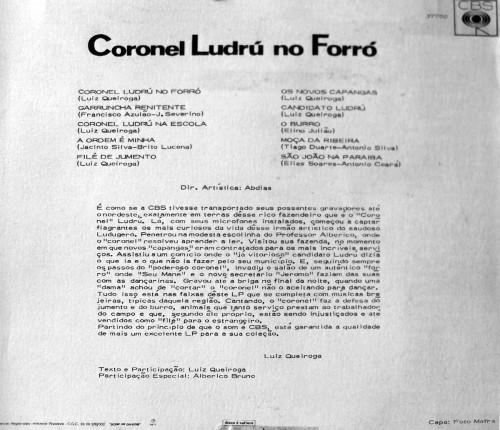 CBS
37760
Coronel Ludrú no Forró
CORONEL LUDRÚ NO FORRÓ
(Luiz Queiroga)
GARRUNCHA RENITENTE
(Francisco Azulão-J. Severino)
CORONEL LUDRÚ NA ESCOLA
(Luiz Queiroga)
A ORDEM É MINHA
(Jacinto Silva-Brito Lucena)
FILÉ DE JUMENTO
(Luiz Queiroga)
OS NOVOS CAPANGAS
(Luiz Queiroga)
CANDIDATO LUDRÚ
(Luiz Queiroga)
O BURRO
(Elino Julião)
MOÇA DA RIBEIRA
(Tiago Duarte-Antonio Silva)
SÃO JOÃO NA PARAIBA
(Elias Soares-Antonio Ceará)
Dir. Artística: Abdias
É como se a CBS tivesse transportado seus possantes gravadores até
o nordeste, exatamente em terras desse rico fazendeiro que é o "Coro
nel" Ludrú. Lá, com seus microfones instalados, começou a captar
flagrantes os mais curiosos da vida desse irmão artístico do saudoso
Ludugero. Penetrou na modesta escolinha do Professor Alberico, onde
o "coronel" resolveu aprender a ler. Visitou sua fazenda, no momento
em que novos "capangas" eram contratados para os mais incríveis servi
ços. Assistiu a um comício onde o "já vitorioso" candidato Ludrú dizia
o que ia e o que não ia fazer pelo seu município. E, seguindo sempre
os passos do "poderoso coronel", invadiu o salão de um autêntico "for
ró" onde "Seu Mano" e o novo secretário "Jeromo" faziam das suas
com as dançarinas. Gravou até a briga no final da noite, quando uma
"dama" achou de "cortar" o "coronel" não o aceitando para dançar.
Tudo isso está nas faixas deste LP que se completa com músicas bre
jeiras, típicas daquela região. Cantando, o "coronel" faz a defesa do
jumento e do burro, animais que tanto serviço prestam ao trabalhador
do campo e que, segundo ele próprio, estão sendo injustiçados e até
vendidos como "filé" para o estrangeiro.
Partindo do princípio de que o som é CBS, está garantida a qualidade
de mais um excelente LP para a sua coleção.
Luiz Queiroga
Texto e Participação: Luiz Queiroga
Participação Especial: Alberico Bruno
disco é cultura
Capa: Foto Mafra